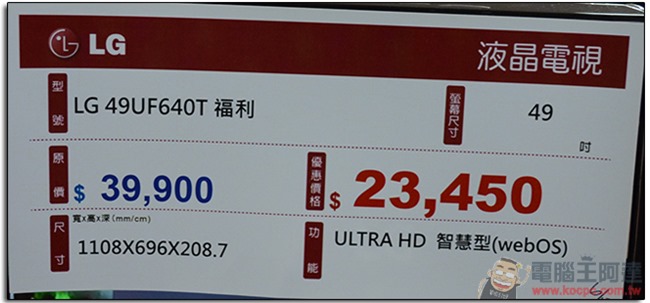 LG 液晶電視
型號 LG 49UF640T 福利 螢幕尺寸 49 吋
原價 $ 39,900 優惠價格 $ 23,450
寬X高X深(mm/cm)
尺寸 1108X696X208.7 功能 ULTRA HD 智慧型(webOS)
電腦王阿達
www.kocpc.com.tw